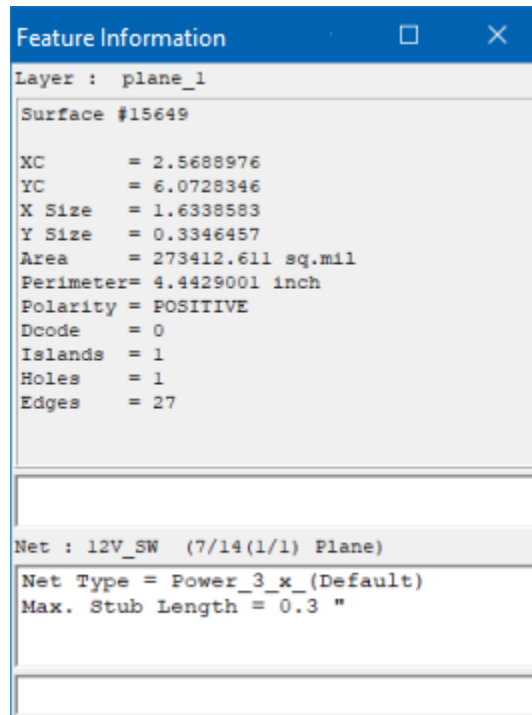 Feature Information
Layer :  plane_1
Surface #15649
XC       = 2.5688976
YC       = 6.0728346
X Size   = 1.6338583
Y Size   = 0.3346457
Area     = 273412.611 sq.mil
Perimeter= 4.4429001 inch
Polarity = POSITIVE
Dcode    = 0
Islands  = 1
Holes    = 1
Edges    = 27
Net : 12V_SW  (7/14(1/1) Plane)
Net Type = Power_3_x_(Default)
Max. Stub Length = 0.3 "